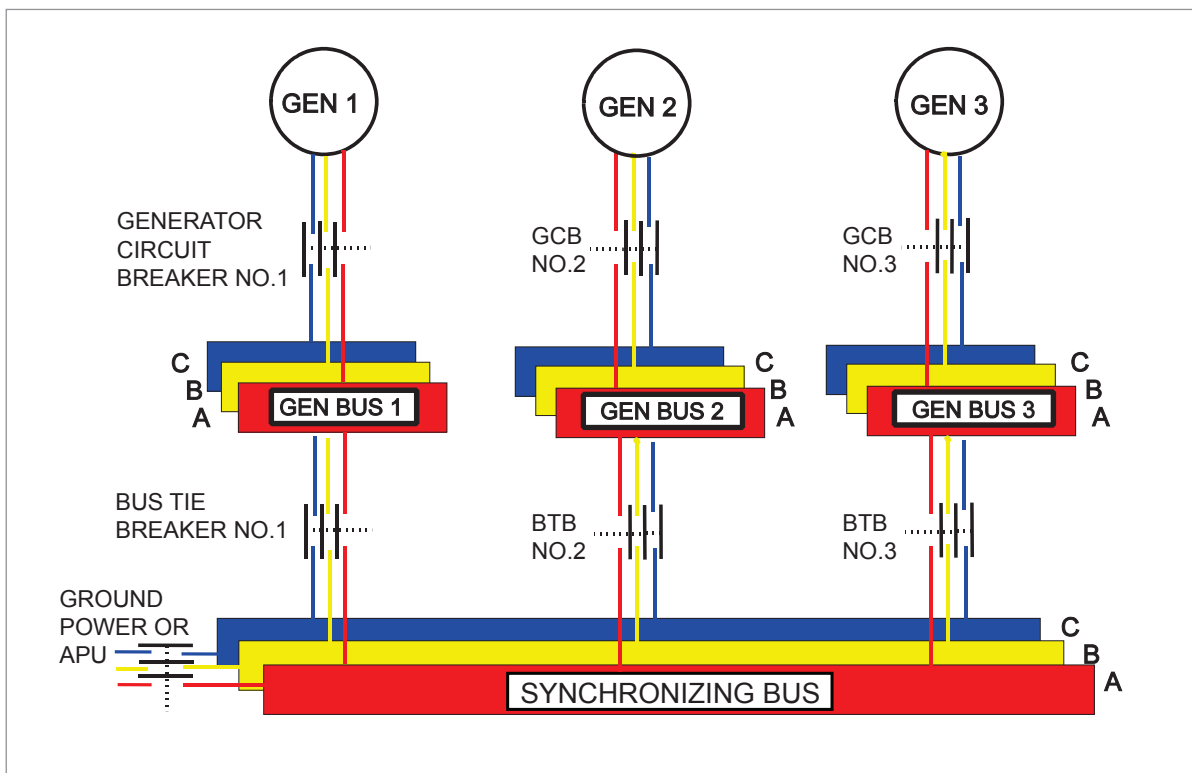 GEN 1
GEN 2
GEN 3
GENERATOR
CIRCUIT
BREAKER NO.1
GCB
NO.2
GCB
NO.3
C
B
A
GEN BUS 1
C
B
A
GEN BUS 2
C
B
A
GEN BUS 3
BUS TIE
BREAKER NO.1
BTB
NO.2
BTB
NO.3
GROUND
POWER OR
APU
C
B
A
SYNCHRONIZING BUS